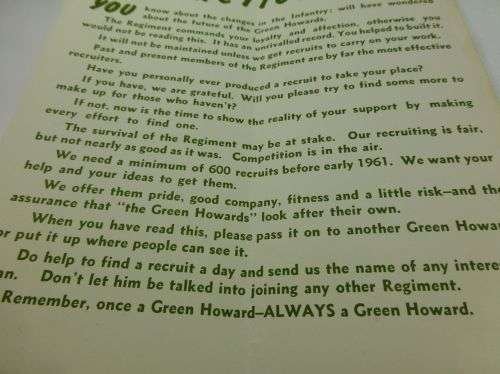 YOU know about the changes in the Infantry; will have wondered
about the future of the Green Howards.
The Regiment commands your loyalty and affection, otherwise you
would not be reading this. It has an unrivalled record. You helped to build it.
It will not be maintained unless we get recruits to carry on your work.
Past and present members of the Regiment are by far the most effective
recruiters.
Have you personally ever produced a recruit to take your place?
If you have, we are grateful. Will you please try to find some more to
make up for those who haven't?
If not, now is the time to show the reality of your support by making
every effort to find one.
The survival of the Regiment may be at stake. Our recruiting is fair,
but not nearly as good as it was. Competition is in the air.
We need a minimum of 600 recruits before early 1961. We want your
help and your ideas to get them.
We offer them pride, good company, fitness and a little risk—and the
assurance that "the Green Howards" look after their own.
When you have read this, please pass it on to another Green Howa
or put it up where people can see it.
Do help to find a recruit a day and send us the name of any interes
an. Don't let him be talked into joining any other Regiment.
Remember, once a Green Howard—ALWAYS a Green Howard.